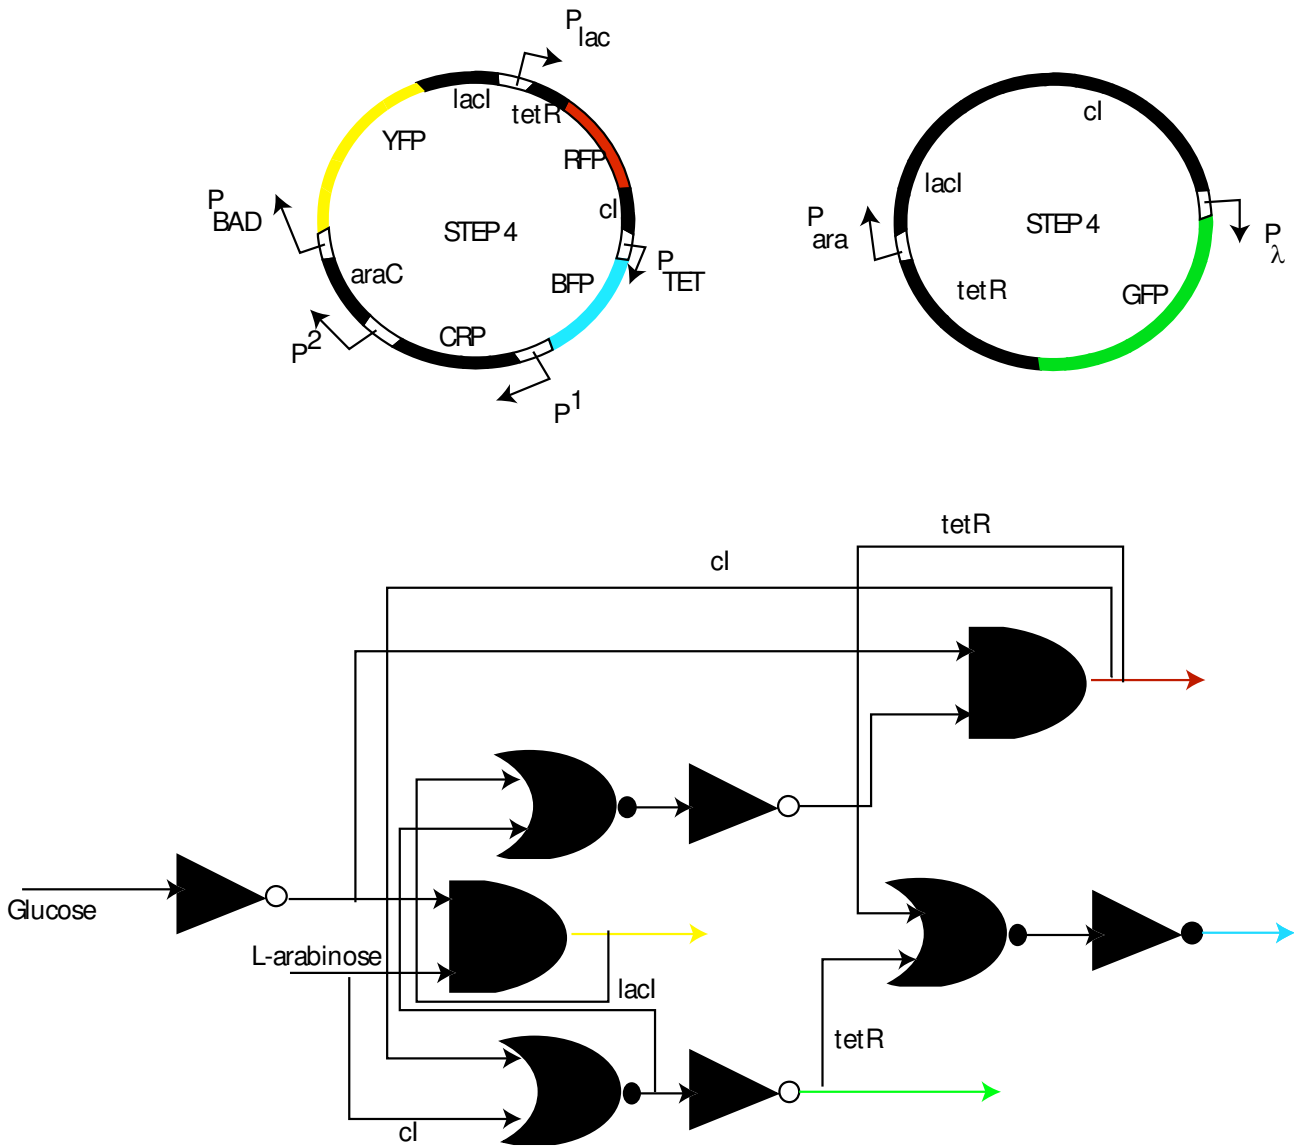 P lac
lacI
tetR
YFP
RFP
P BAD
STEP 4
cI
araC
BFP
P TET
P2
CRP
P1
cI
lacI
P ara
STEP 4
P λ
tetR
GFP
tetR
cI
Glucose
L-arabinose
lacI
tetR
cI